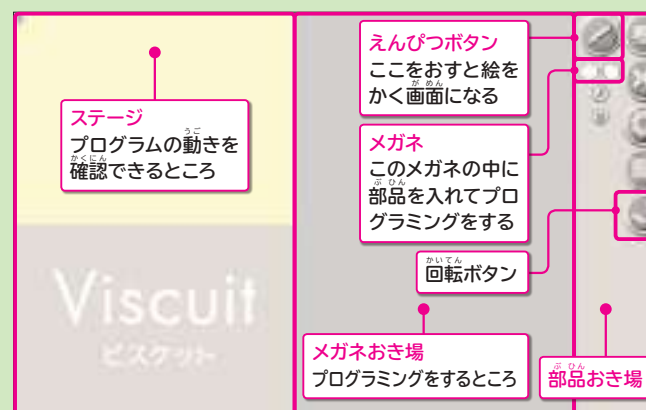 ステージ
プログラムの動きを
確認できるところ
えんぴつボタン
ここをおすと絵を
かく画面になる
メガネ
このメガネの中に
部品を入れてプロ
グラミングをする
回転ボタン
メガネおき場
プログラミングをするところ
部品おき場
Viscuit
ビスケット